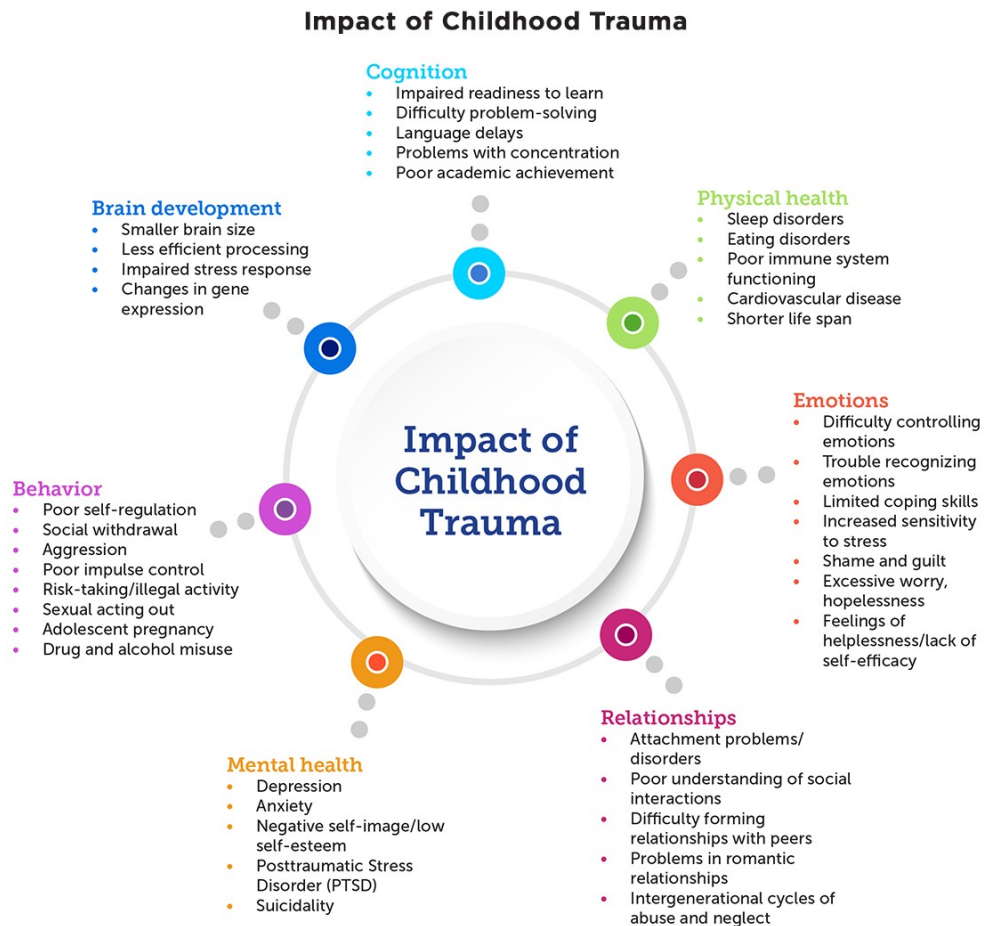 Impact of Childhood Trauma
Cognition
• Impaired readiness to learn
• Difficulty problem-solving
• Language delays
• Problems with concentration
• Poor academic achievement
Physical health
• Sleep disorders
• Eating disorders
• Poor immune system
functioning
• Cardiovascular disease
• Shorter life span
Emotions
• Difficulty controlling
emotions
• Trouble recognizing
emotions
• Limited coping skills
• Increased sensitivity
to stress
• Shame and guilt
• Excessive worry,
hopelessness
• Feelings of
helplessness/lack of
self-efficacy
Relationships
• Attachment problems/
disorders
• Poor understanding of social
interactions
• Difficulty forming
relationships with peers
• Problems in romantic
relationships
• Intergenerational cycles of
abuse and neglect
Mental health
• Depression
• Anxiety
• Negative self-image/low
self-esteem
• Posttraumatic Stress
Disorder (PTSD)
• Suicidality
Behavior
• Poor self-regulation
• Social withdrawal
• Aggression
• Poor impulse control
• Risk-taking/illegal activity
• Sexual acting out
• Adolescent pregnancy
• Drug and alcohol misuse
Brain development
• Smaller brain size
• Less efficient processing
• Impaired stress response
• Changes in gene
expression
Impact of
Childhood
Trauma